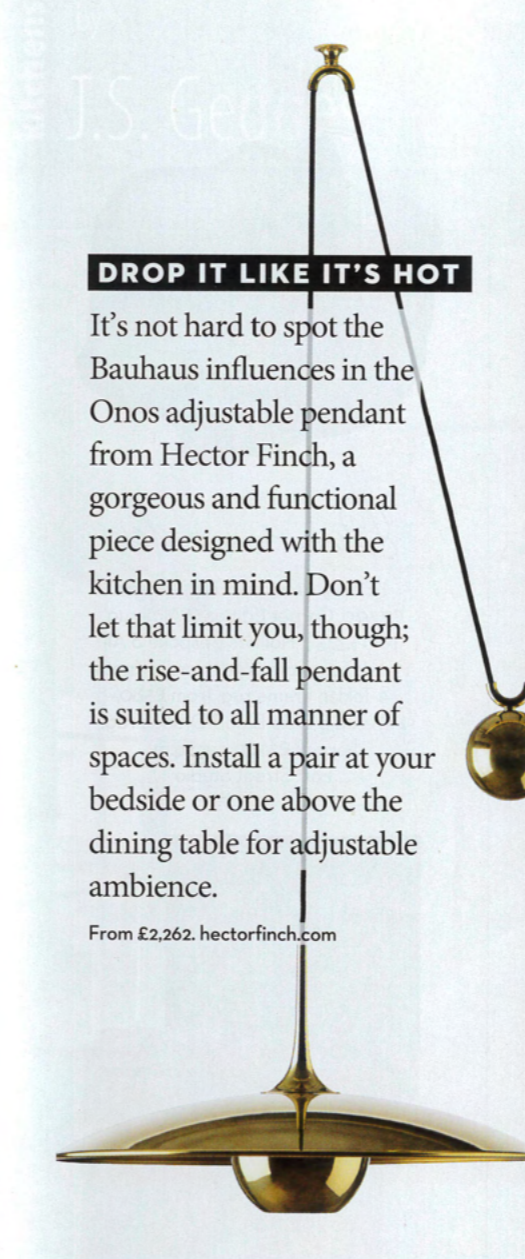 DROP IT LIKE IT'S HOT
It's not hard to spot the
Bauhaus influences in the
Onos adjustable pendant
from Hector Finch, a
gorgeous and functional
piece designed with the
kitchen in mind. Don't
let that limit you, though;
the rise-and-fall pendant
is suited to all manner of
spaces. Install a pair at your
bedside or one above the
dining table for adjustable
ambience.
From £2,262. hectorfinch.com